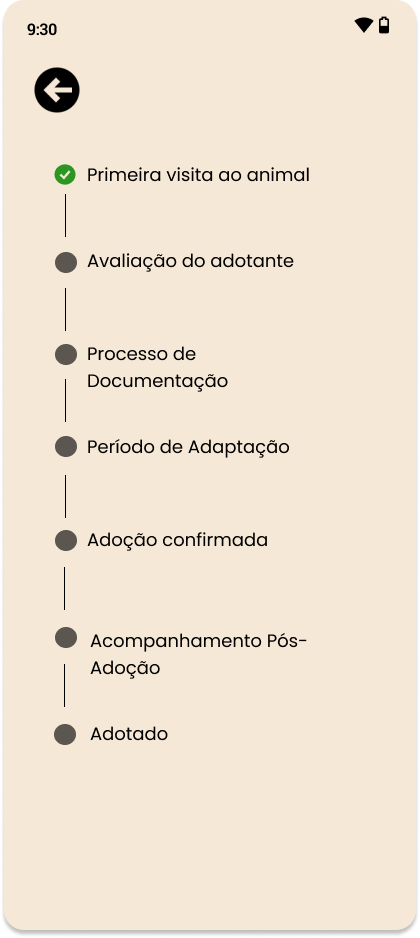 9:30
Primeira visita ao animal
Avaliação do adotante
Processo de
Documentação
Período de Adaptação
Adoção confirmada
Acompanhamento Pós-
Adoção
Adotado